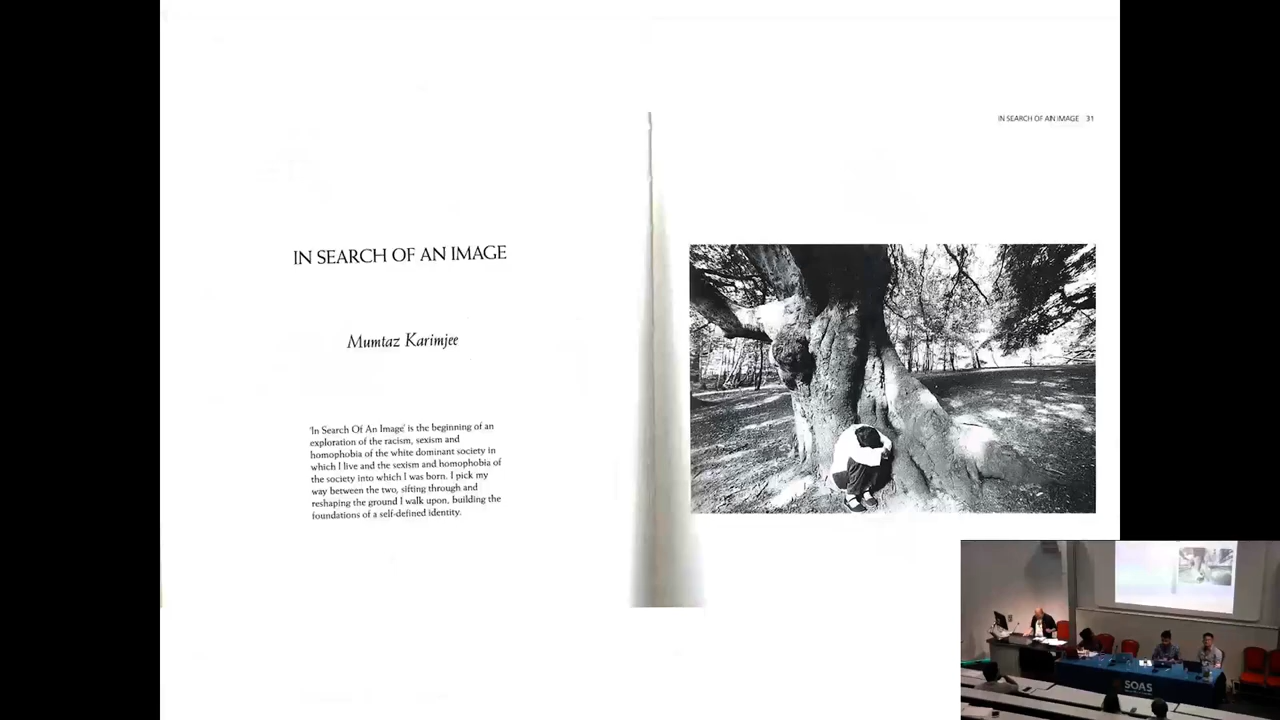 IN SEARCH OF AN IMAGE
Mumtaz Karimjee
'In Search Of An Image' is the beginning of an
exploration of the racism, sexism and
homophobia of the white dominant society in
which I live and the sexism and homophobia of
the society into which I was born. I pick my
way between the two, sifting through and
reshaping the ground I walk upon, building the
foundations of a self-defined identity.
IN SEARCH OF AN IMAGE 31
SOAS